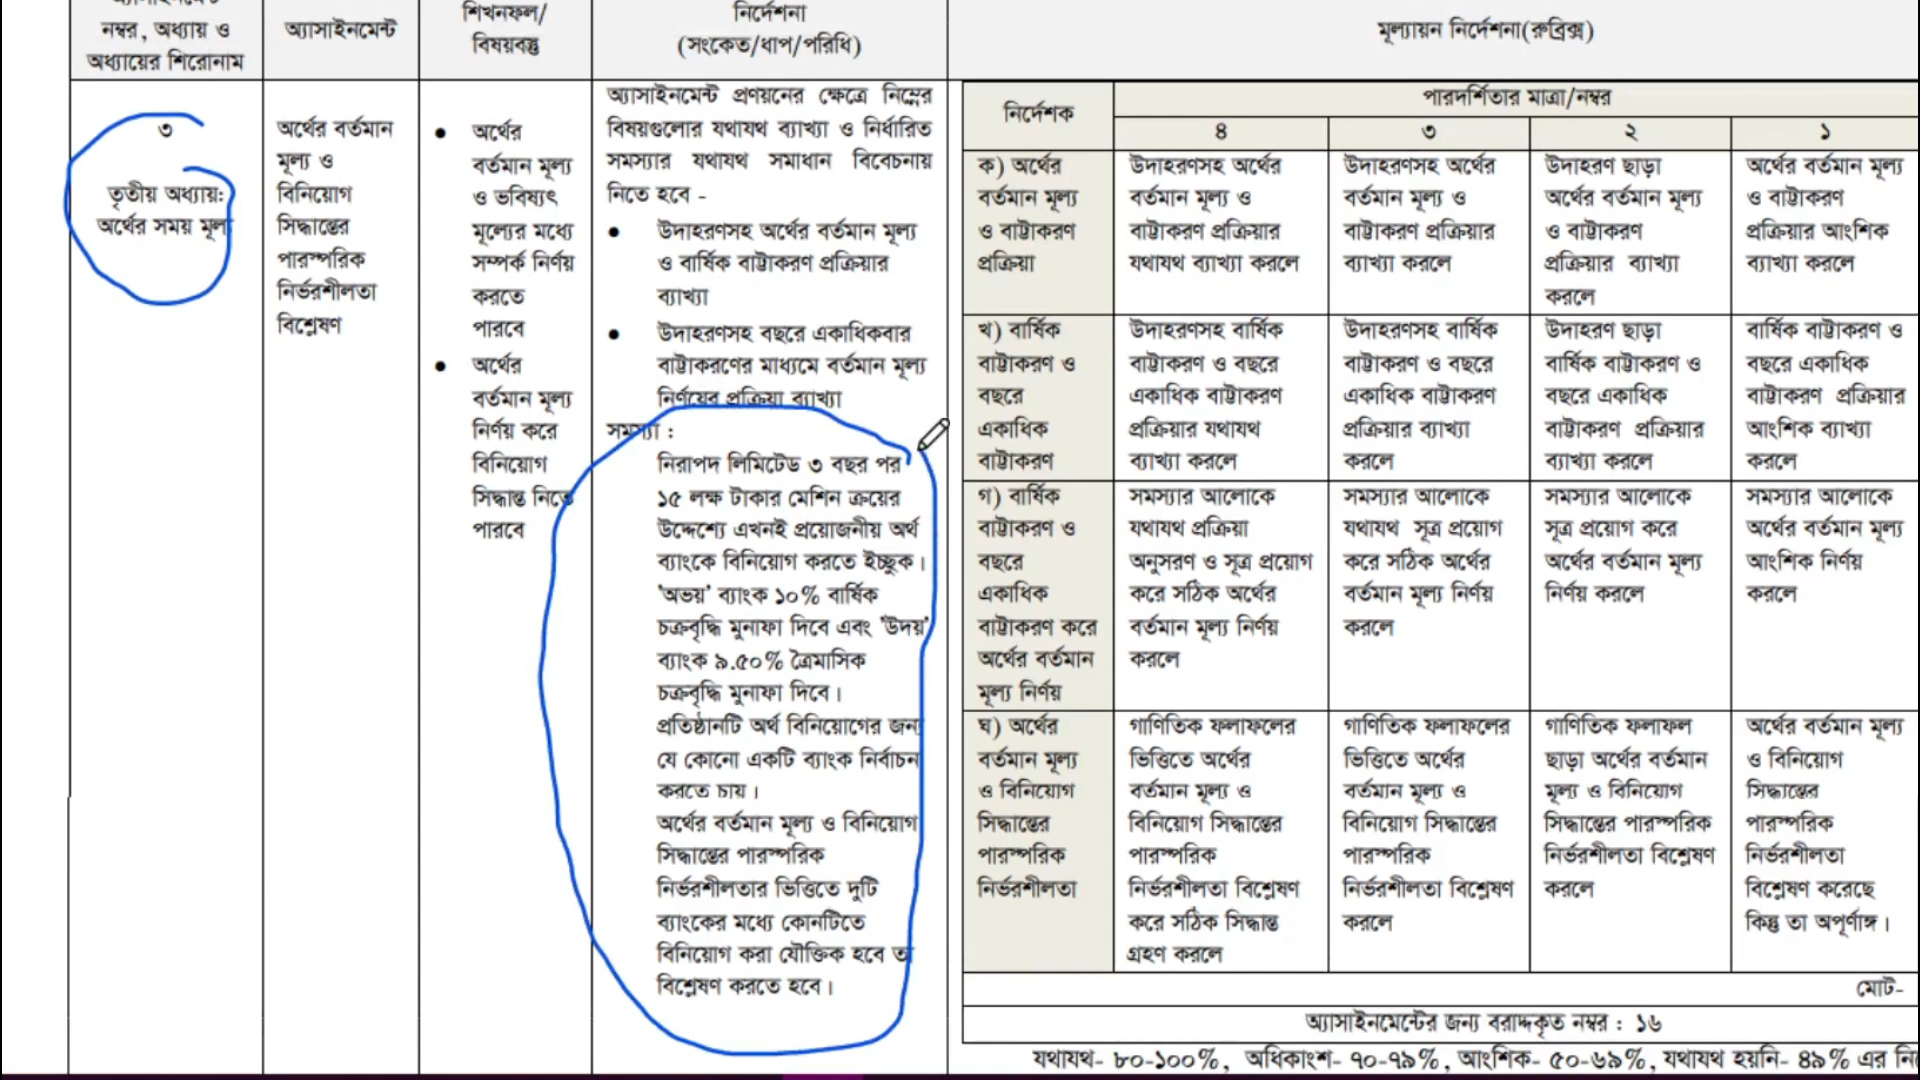 নম্বর, অধ্যায় ও
অধ্যায়ের শিরোনাম
অ্যাসাইনমেন্ট
শিখনফল/
বিষয়বস্তু
নির্দেশনা
(সংকেত/ধাপ/পরিধি)
মূল্যায়ন নির্দেশনা(রুব্রিক্স)
৩
তৃতীয় অধ্যায়:
অর্থের সময় মূল্য
অর্থের বর্তমান
মূল্য ও
বিনিয়োগ
সিদ্ধান্তের
পারস্পরিক
নির্ভরশীলতা
বিশ্লেষণ
● অর্থের
বর্তমান মূল্য
ও ভবিষ্যৎ
মূল্যের মধ্যে
সম্পর্ক নির্ণয়
করতে
পারবে
● অর্থের
বর্তমান মূল্য
নির্ণয় করে
বিনিয়োগ
সিদ্ধান্ত নিতে
পারবে
অ্যাসাইনমেন্ট প্রণয়নের ক্ষেত্রে নিম্নের
বিষয়গুলোর যথাযথ ব্যাখ্যা ও নির্ধারিত
সমস্যার যথাযথ সমাধান বিবেচনায়
নিতে হবে -
● উদাহরণসহ অর্থের বর্তমান মূল্য
ও বার্ষিক বাট্টাকরণ প্রক্রিয়ার
ব্যাখ্যা
● উদাহরণসহ বছরে একাধিকবার
বাট্টাকরণের মাধ্যমে বর্তমান মূল্য
নির্ণয়ের প্রক্রিয়া ব্যাখ্যা
সমস্যা :
নিরাপদ লিমিটেড ৩ বছর পর
১৫ লক্ষ টাকার মেশিন ক্রয়ের
উদ্দেশ্যে এখনই প্রয়োজনীয় অর্থ
ব্যাংকে বিনিয়োগ করতে ইচ্ছুক।
'অভয়' ব্যাংক ১০% বার্ষিক
চক্রবৃদ্ধি মুনাফা দিবে এবং 'উদয়'
ব্যাংক ৯.৫০% ত্রৈমাসিক
চক্রবৃদ্ধি মুনাফা দিবে।
প্রতিষ্ঠানটি অর্থ বিনিয়োগের জন্য
যে কোনো একটি ব্যাংক নির্বাচন
করতে চায়।
অর্থের বর্তমান মূল্য ও বিনিয়োগ
সিদ্ধান্তের পারস্পরিক
নির্ভরশীলতার ভিত্তিতে দুটি
ব্যাংকের মধ্যে কোনটিতে
বিনিয়োগ করা যৌক্তিক হবে তা
বিশ্লেষণ করতে হবে।
নির্দেশক
পারদর্শিতার মাত্রা/নম্বর
৪
৩
২
১
ক) অর্থের
বর্তমান মূল্য
ও বাট্টাকরণ
প্রক্রিয়া
উদাহরণসহ অর্থের
বর্তমান মূল্য ও
বাট্টাকরণ প্রক্রিয়ার
যথাযথ ব্যাখ্যা করলে
উদাহরণসহ অর্থের
বর্তমান মূল্য ও
বাট্টাকরণ প্রক্রিয়ার
ব্যাখ্যা করলে
উদাহরণ ছাড়া
অর্থের বর্তমান মূল্য
ও বাট্টাকরণ
প্রক্রিয়ার ব্যাখ্যা
করলে
অর্থের বর্তমান মূল্য
ও বাট্টাকরণ
প্রক্রিয়ার আংশিক
ব্যাখ্যা করলে
খ) বার্ষিক
বাট্টাকরণ ও
বছরে
একাধিক
বাট্টাকরণ
উদাহরণসহ বার্ষিক
বাট্টাকরণ ও বছরে
একাধিক বাট্টাকরণ
প্রক্রিয়ার যথাযথ
ব্যাখ্যা করলে
উদাহরণসহ বার্ষিক
বাট্টাকরণ ও বছরে
একাধিক বাট্টাকরণ
প্রক্রিয়ার ব্যাখ্যা
করলে
উদাহরণ ছাড়া
বার্ষিক বাট্টাকরণ ও
বছরে একাধিক
বাট্টাকরণ প্রক্রিয়ার
ব্যাখ্যা করলে
বার্ষিক বাট্টাকরণ ও
বছরে একাধিক
বাট্টাকরণ প্রক্রিয়ার
আংশিক ব্যাখ্যা
করলে
গ) বার্ষিক
বাট্টাকরণ ও
বছরে
একাধিক
বাট্টাকরণ করে
অর্থের বর্তমান
মূল্য নির্ণয়
সমস্যার আলোকে
যথাযথ প্রক্রিয়া
অনুসরণ ও সূত্র প্রয়োগ
করে সঠিক অর্থের
বর্তমান মূল্য নির্ণয়
করলে
সমস্যার আলোকে
যথাযথ সূত্র প্রয়োগ
করে সঠিক অর্থের
বর্তমান মূল্য নির্ণয়
করলে
সমস্যার আলোকে
সূত্র প্রয়োগ করে
অর্থের বর্তমান মূল্য
নির্ণয় করলে
সমস্যার আলোকে
অর্থের বর্তমান মূল্য
আংশিক নির্ণয়
করলে
ঘ) অর্থের
বর্তমান মূল্য
ও বিনিয়োগ
সিদ্ধান্তের
পারস্পরিক
নির্ভরশীলতা
গাণিতিক ফলাফলের
ভিত্তিতে অর্থের
বর্তমান মূল্য ও
বিনিয়োগ সিদ্ধান্তের
পারস্পরিক
নির্ভরশীলতা বিশ্লেষণ
করে সঠিক সিদ্ধান্ত
গ্রহণ করলে
গাণিতিক ফলাফলের
ভিত্তিতে অর্থের
বর্তমান মূল্য ও
বিনিয়োগ সিদ্ধান্তের
পারস্পরিক
নির্ভরশীলতা বিশ্লেষণ
করলে
গাণিতিক ফলাফল
ছাড়া অর্থের বর্তমান
মূল্য ও বিনিয়োগ
সিদ্ধান্তের পারস্পরিক
নির্ভরশীলতা বিশ্লেষণ
করলে
অর্থের বর্তমান মূল্য
ও বিনিয়োগ
সিদ্ধান্তের
পারস্পরিক
নির্ভরশীলতা
বিশ্লেষণ করেছে
কিন্তু তা অপূর্ণাঙ্গ।
মোট-
অ্যাসাইনমেন্টের জন্য বরাদ্দকৃত নম্বর : ১৬
যথাযথ- ৮০-১০০%, অধিকাংশ- ৭০-৭৯%, আংশিক- ৫০-৬৯%, যথাযথ হয়নি- ৪৯% এর